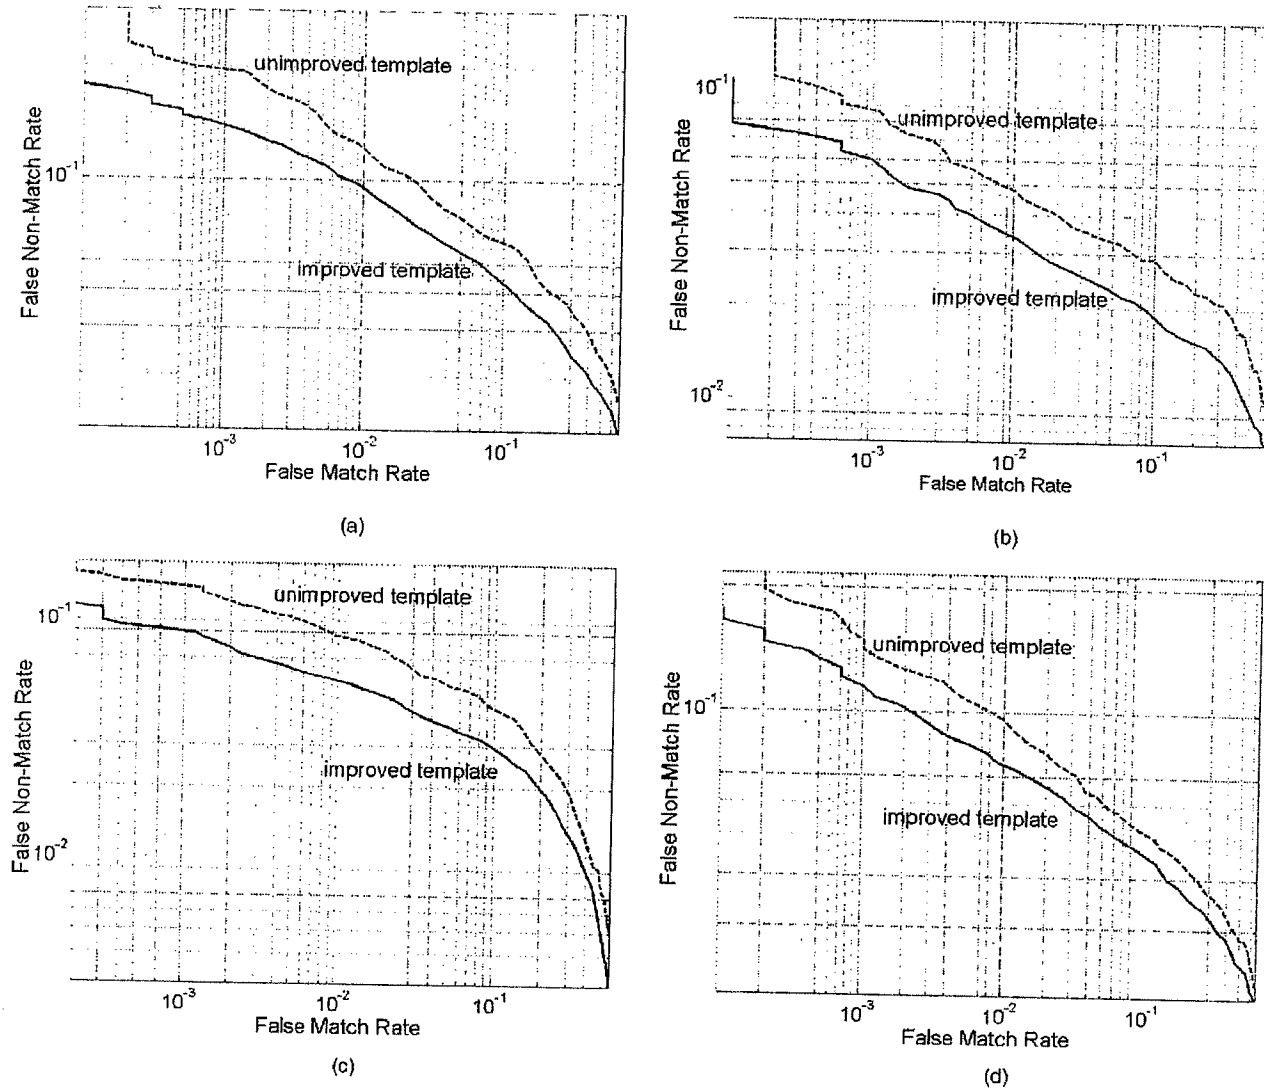 unimproved template
10⁻¹
improved template
False Non-Match Rate
10⁻³
10⁻²
10⁻¹
False Match Rate
(a)
10⁻¹
unimproved template
improved template
False Non-Match Rate
10⁻²
10⁻³
10⁻²
10⁻¹
False Match Rate
(b)
unimproved template
10⁻¹
improved template
False Non-Match Rate
10⁻²
10⁻³
10⁻²
10⁻¹
False Match Rate
(c)
unimproved template
10⁻¹
improved template
False Non-Match Rate
10⁻³
10⁻²
10⁻¹
False Match Rate
(d)